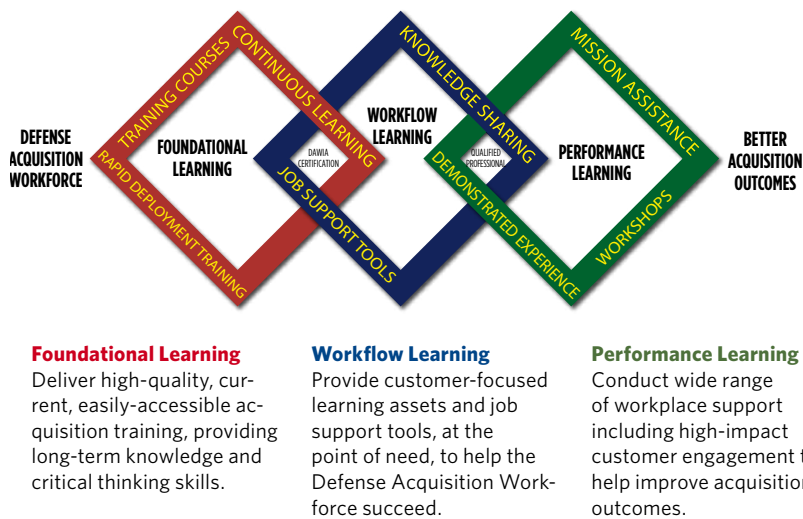 DEFENSE
ACQUISITION
WORKFORCE
TRAINING COURSES
CONTINUOUS LEARNING
RAPID DEPLOYMENT TRAINING
FOUNDATIONAL
LEARNING
DAWIA
CERTIFICATION
KNOWLEDGE SHARING
JOB SUPPORT TOOLS
WORKFLOW
LEARNING
QUALIFIED
PROFESSIONAL
MISSION ASSISTANCE
DEMONSTRATED EXPERIENCE
WORKSHOPS
PERFORMANCE
LEARNING
BETTER
ACQUISITION
OUTCOMES
Foundational Learning
Deliver high-quality, cur-
rent, easily-accessible ac-
quisition training, providing
long-term knowledge and
critical thinking skills.
Workflow Learning
Provide customer-focused
learning assets and job
support tools, at the
point of need, to help the
Defense Acquisition Work-
force succeed.
Performance Learning
Conduct wide range
of workplace support
including high-impact
customer engagement t
help improve acquisition
outcomes.